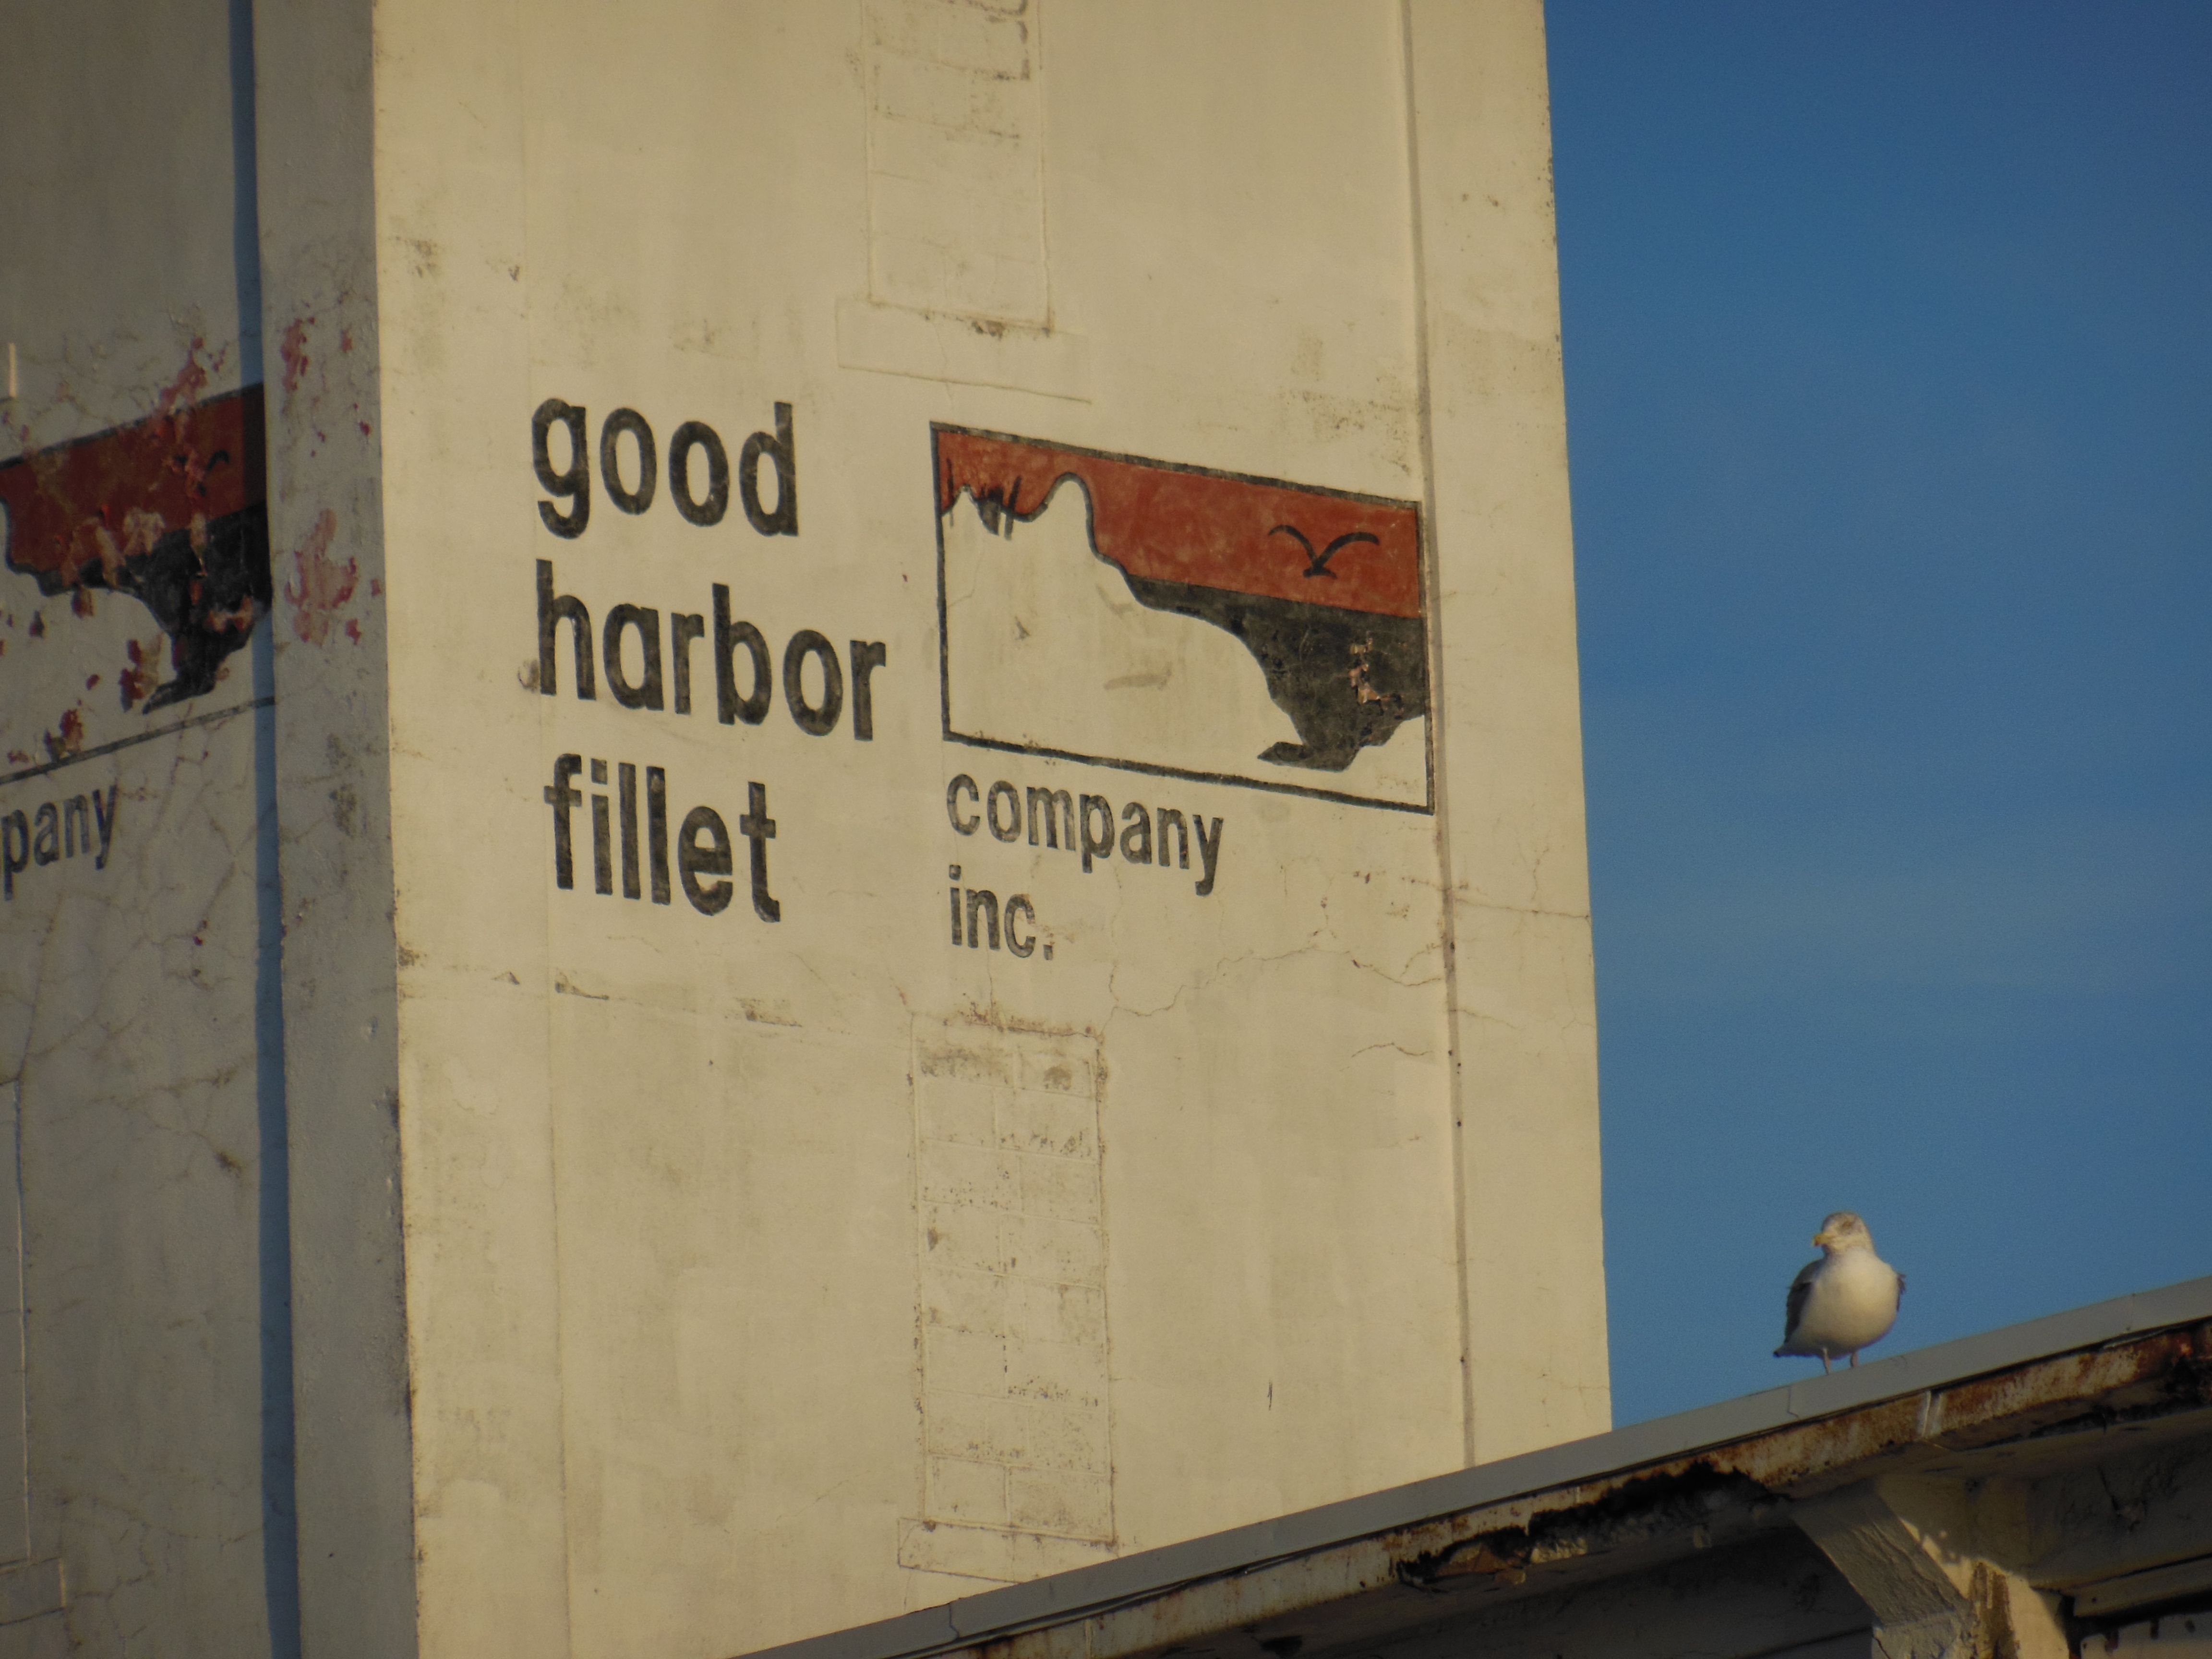 good
harbor
fillet
company
inc.
pany